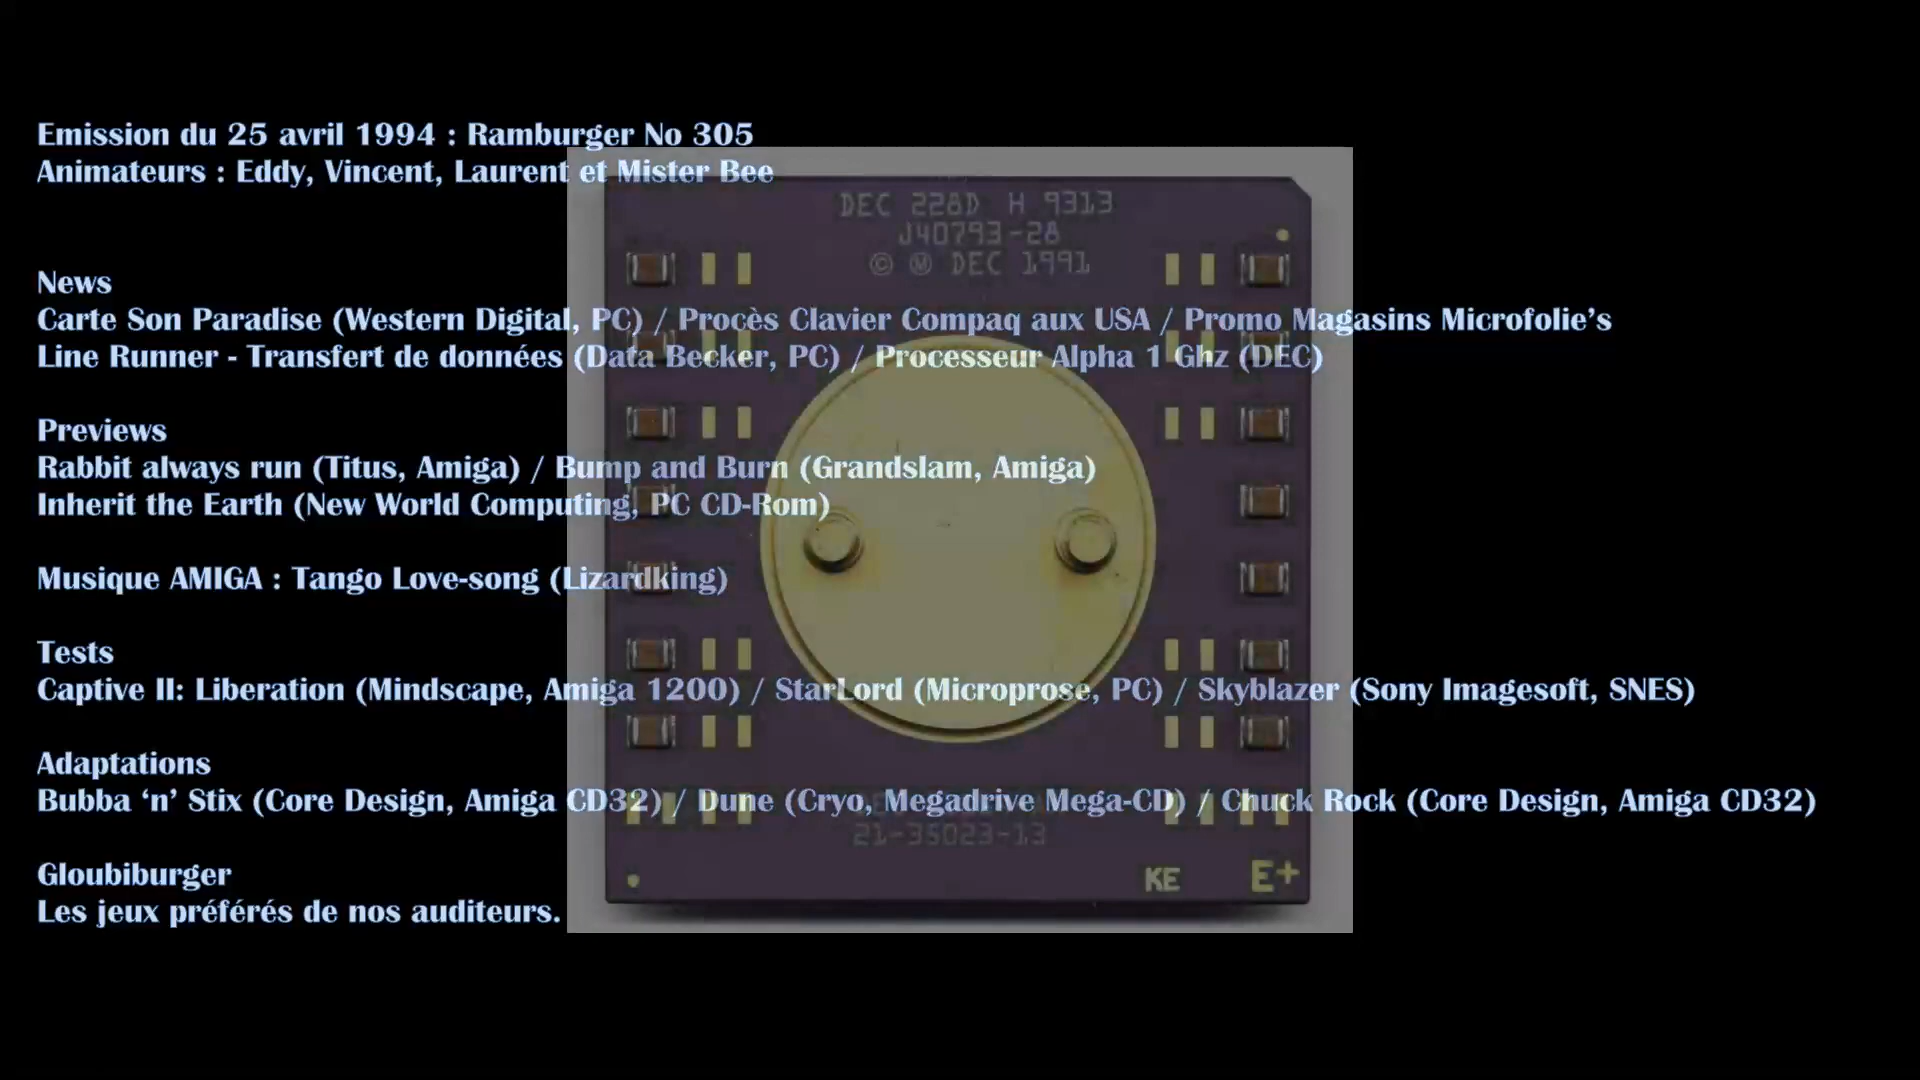 Emission du 25 avril 1994 : Ramburger No 305
Animateurs : Eddy, Vincent, Laurent et Mister Bee
DEC 228D H 9313
J40793-28
© Ⓜ DEC 1991
News
Carte Son Paradise (Western Digital, PC) / Procès Clavier Compaq aux USA / Promo Magasins Microfolie’s
Line Runner - Transfert de données (Data Becker, PC) / Processeur Alpha 1 Ghz (DEC)
Previews
Rabbit always run (Titus, Amiga) / Bump and Burn (Grandslam, Amiga)
Inherit the Earth (New World Computing, PC CD-Rom)
Musique AMIGA : Tango Love-song (Lizardking)
Tests
Captive II: Liberation (Mindscape, Amiga 1200) / StarLord (Microprose, PC) / Skyblazer (Sony Imagesoft, SNES)
Adaptations
Bubba ‘n’ Stix (Core Design, Amiga CD32) / Dune (Cryo, Megadrive Mega-CD) / Chuck Rock (Core Design, Amiga CD32)
21-35023-13
KE E+
Gloubiburger
Les jeux préférés de nos auditeurs.